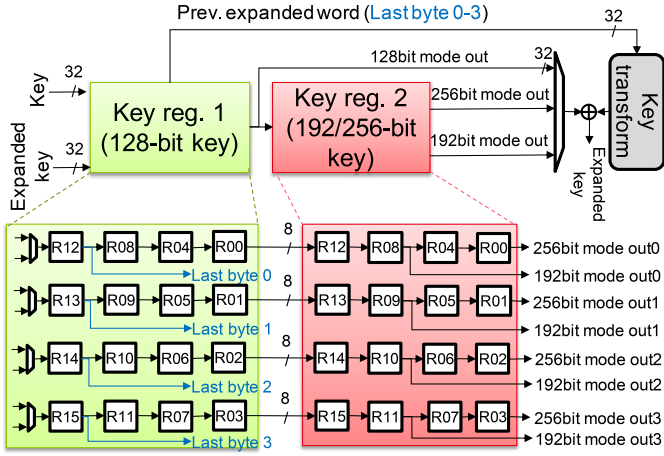 Prev. expanded word (Last byte 0-3)
32
32
Key
Key reg. 1
(128-bit key)
128bit mode out
32
Key reg. 2
(192/256-bit
key)
256bit mode out
192bit mode out
Key
transform
Expanded
key
32
Expanded
key
R12 R08 R04 R00 8 R12 R08 R04 R00 256bit mode out0
Last byte 0 192bit mode out0
R13 R09 R05 R01 8 R13 R09 R05 R01 256bit mode out1
Last byte 1 192bit mode out1
R14 R10 R06 R02 8 R14 R10 R06 R02 256bit mode out2
Last byte 2 192bit mode out2
R15 R11 R07 R03 8 R15 R11 R07 R03 256bit mode out3
Last byte 3 192bit mode out3